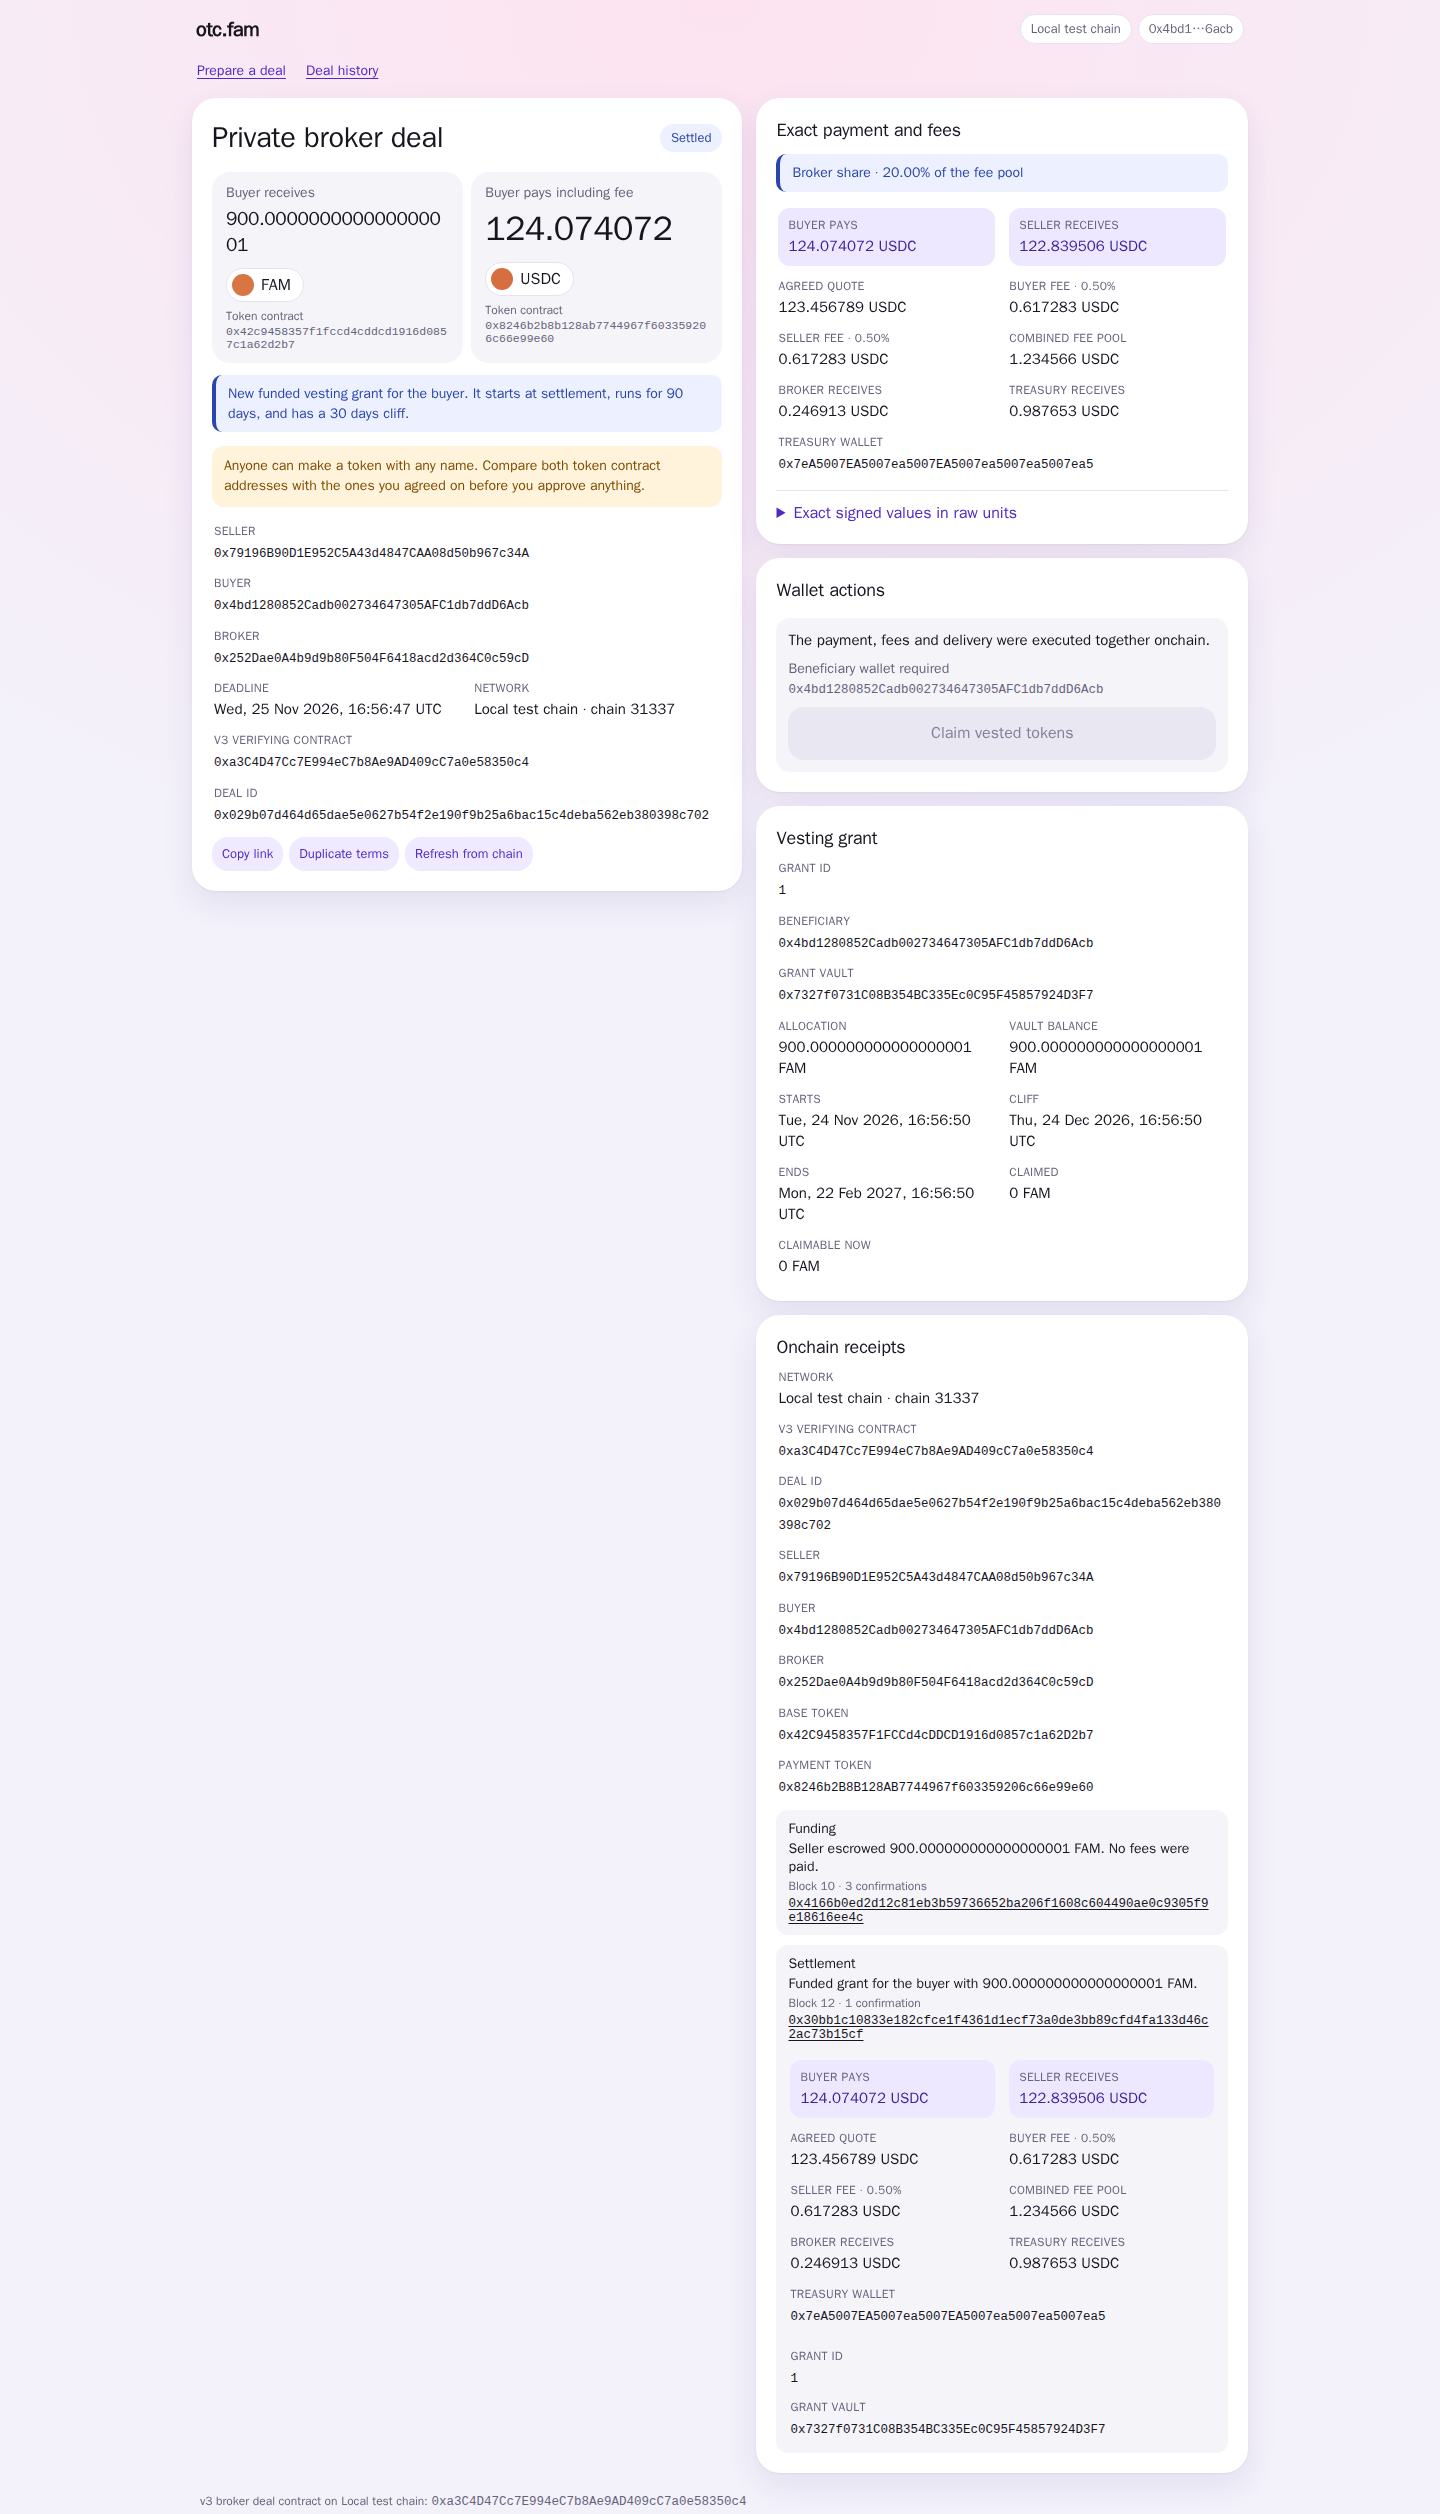 otc.fam
Local test chain
0x4bd1···6acb
Prepare a deal
Deal history
Private broker deal
Settled
Buyer receives
900.0000000000000000
01
FAM
Token contract
0x42c9458357f1fccd4cddcd1916d085
7c1a62d2b7
Buyer pays including fee
124.074072
USDC
Token contract
0x8246b2b8b128ab7744967f60335920
6c66e99e60
New funded vesting grant for the buyer. It starts at settlement, runs for 90
days, and has a 30 days cliff.
Anyone can make a token with any name. Compare both token contract
addresses with the ones you agreed on before you approve anything.
SELLER
0x79196B90D1E952C5A43d4847CAA08d50b967c34A
BUYER
0x4bd1280852Cadb002734647305AFC1db7ddD6Acb
BROKER
0x252Dae0A4b9d9b80F504F6418acd2d364C0c59cD
DEADLINE
Wed, 25 Nov 2026, 16:56:47 UTC
NETWORK
Local test chain · chain 31337
V3 VERIFYING CONTRACT
0xa3C4D47Cc7E994eC7b8Ae9AD409cC7a0e58350c4
DEAL ID
0x029b07d464d65dae5e0627b54f2e190f9b25a6bac15c4deba562eb380398c702
Copy link
Duplicate terms
Refresh from chain
Exact payment and fees
Broker share · 20.00% of the fee pool
BUYER PAYS
124.074072 USDC
SELLER RECEIVES
122.839506 USDC
AGREED QUOTE
123.456789 USDC
BUYER FEE · 0.50%
0.617283 USDC
SELLER FEE · 0.50%
0.617283 USDC
COMBINED FEE POOL
1.234566 USDC
BROKER RECEIVES
0.246913 USDC
TREASURY RECEIVES
0.987653 USDC
TREASURY WALLET
0x7eA5007EA5007ea5007EA5007ea5007ea5007ea5
▶ Exact signed values in raw units
Wallet actions
The payment, fees and delivery were executed together onchain.
Beneficiary wallet required
0x4bd1280852Cadb002734647305AFC1db7ddD6Acb
Claim vested tokens
Vesting grant
GRANT ID
1
BENEFICIARY
0x4bd1280852Cadb002734647305AFC1db7ddD6Acb
GRANT VAULT
0x7327f0731C08B354BC335Ec0C95F45857924D3F7
ALLOCATION
900.000000000000000001
FAM
VAULT BALANCE
900.000000000000000001
FAM
STARTS
Tue, 24 Nov 2026, 16:56:50
UTC
CLIFF
Thu, 24 Dec 2026, 16:56:50
UTC
ENDS
Mon, 22 Feb 2027, 16:56:50
UTC
CLAIMED
0 FAM
CLAIMABLE NOW
0 FAM
Onchain receipts
NETWORK
Local test chain · chain 31337
V3 VERIFYING CONTRACT
0xa3C4D47Cc7E994eC7b8Ae9AD409cC7a0e58350c4
DEAL ID
0x029b07d464d65dae5e0627b54f2e190f9b25a6bac15c4deba562eb380
398c702
SELLER
0x79196B90D1E952C5A43d4847CAA08d50b967c34A
BUYER
0x4bd1280852Cadb002734647305AFC1db7ddD6Acb
BROKER
0x252Dae0A4b9d9b80F504F6418acd2d364C0c59cD
BASE TOKEN
0x42C9458357F1FCCd4cDDCD1916d0857c1a62D2b7
PAYMENT TOKEN
0x8246b2B8B128AB7744967f603359206c66e99e60
Funding
Seller escrowed 900.000000000000000001 FAM. No fees were
paid.
Block 10 · 3 confirmations
0x4166b0ed2d12c81eb3b59736652ba206f1608c604490ae0c9305f9
e18616ee4c
Settlement
Funded grant for the buyer with 900.000000000000000001 FAM.
Block 12 · 1 confirmation
0x30bb1c10833e182cfce1f4361d1ecf73a0de3bb89cfd4fa133d46c
2ac73b15cf
BUYER PAYS
124.074072 USDC
SELLER RECEIVES
122.839506 USDC
AGREED QUOTE
123.456789 USDC
BUYER FEE · 0.50%
0.617283 USDC
SELLER FEE · 0.50%
0.617283 USDC
COMBINED FEE POOL
1.234566 USDC
BROKER RECEIVES
0.246913 USDC
TREASURY RECEIVES
0.987653 USDC
TREASURY WALLET
0x7eA5007EA5007ea5007EA5007ea5007ea5007ea5
GRANT ID
1
GRANT VAULT
0x7327f0731C08B354BC335Ec0C95F45857924D3F7
v3 broker deal contract on Local test chain: 0xa3C4D47Cc7E994eC7b8Ae9AD409cC7a0e58350c4